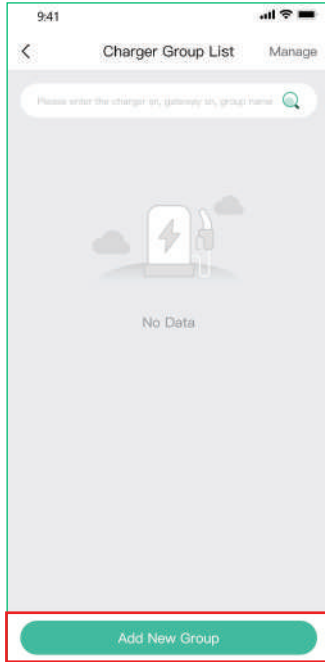 9:41
Charger Group List
Manage
Please enter the charger sn, gateway sn, group name
No Data
Add New Group